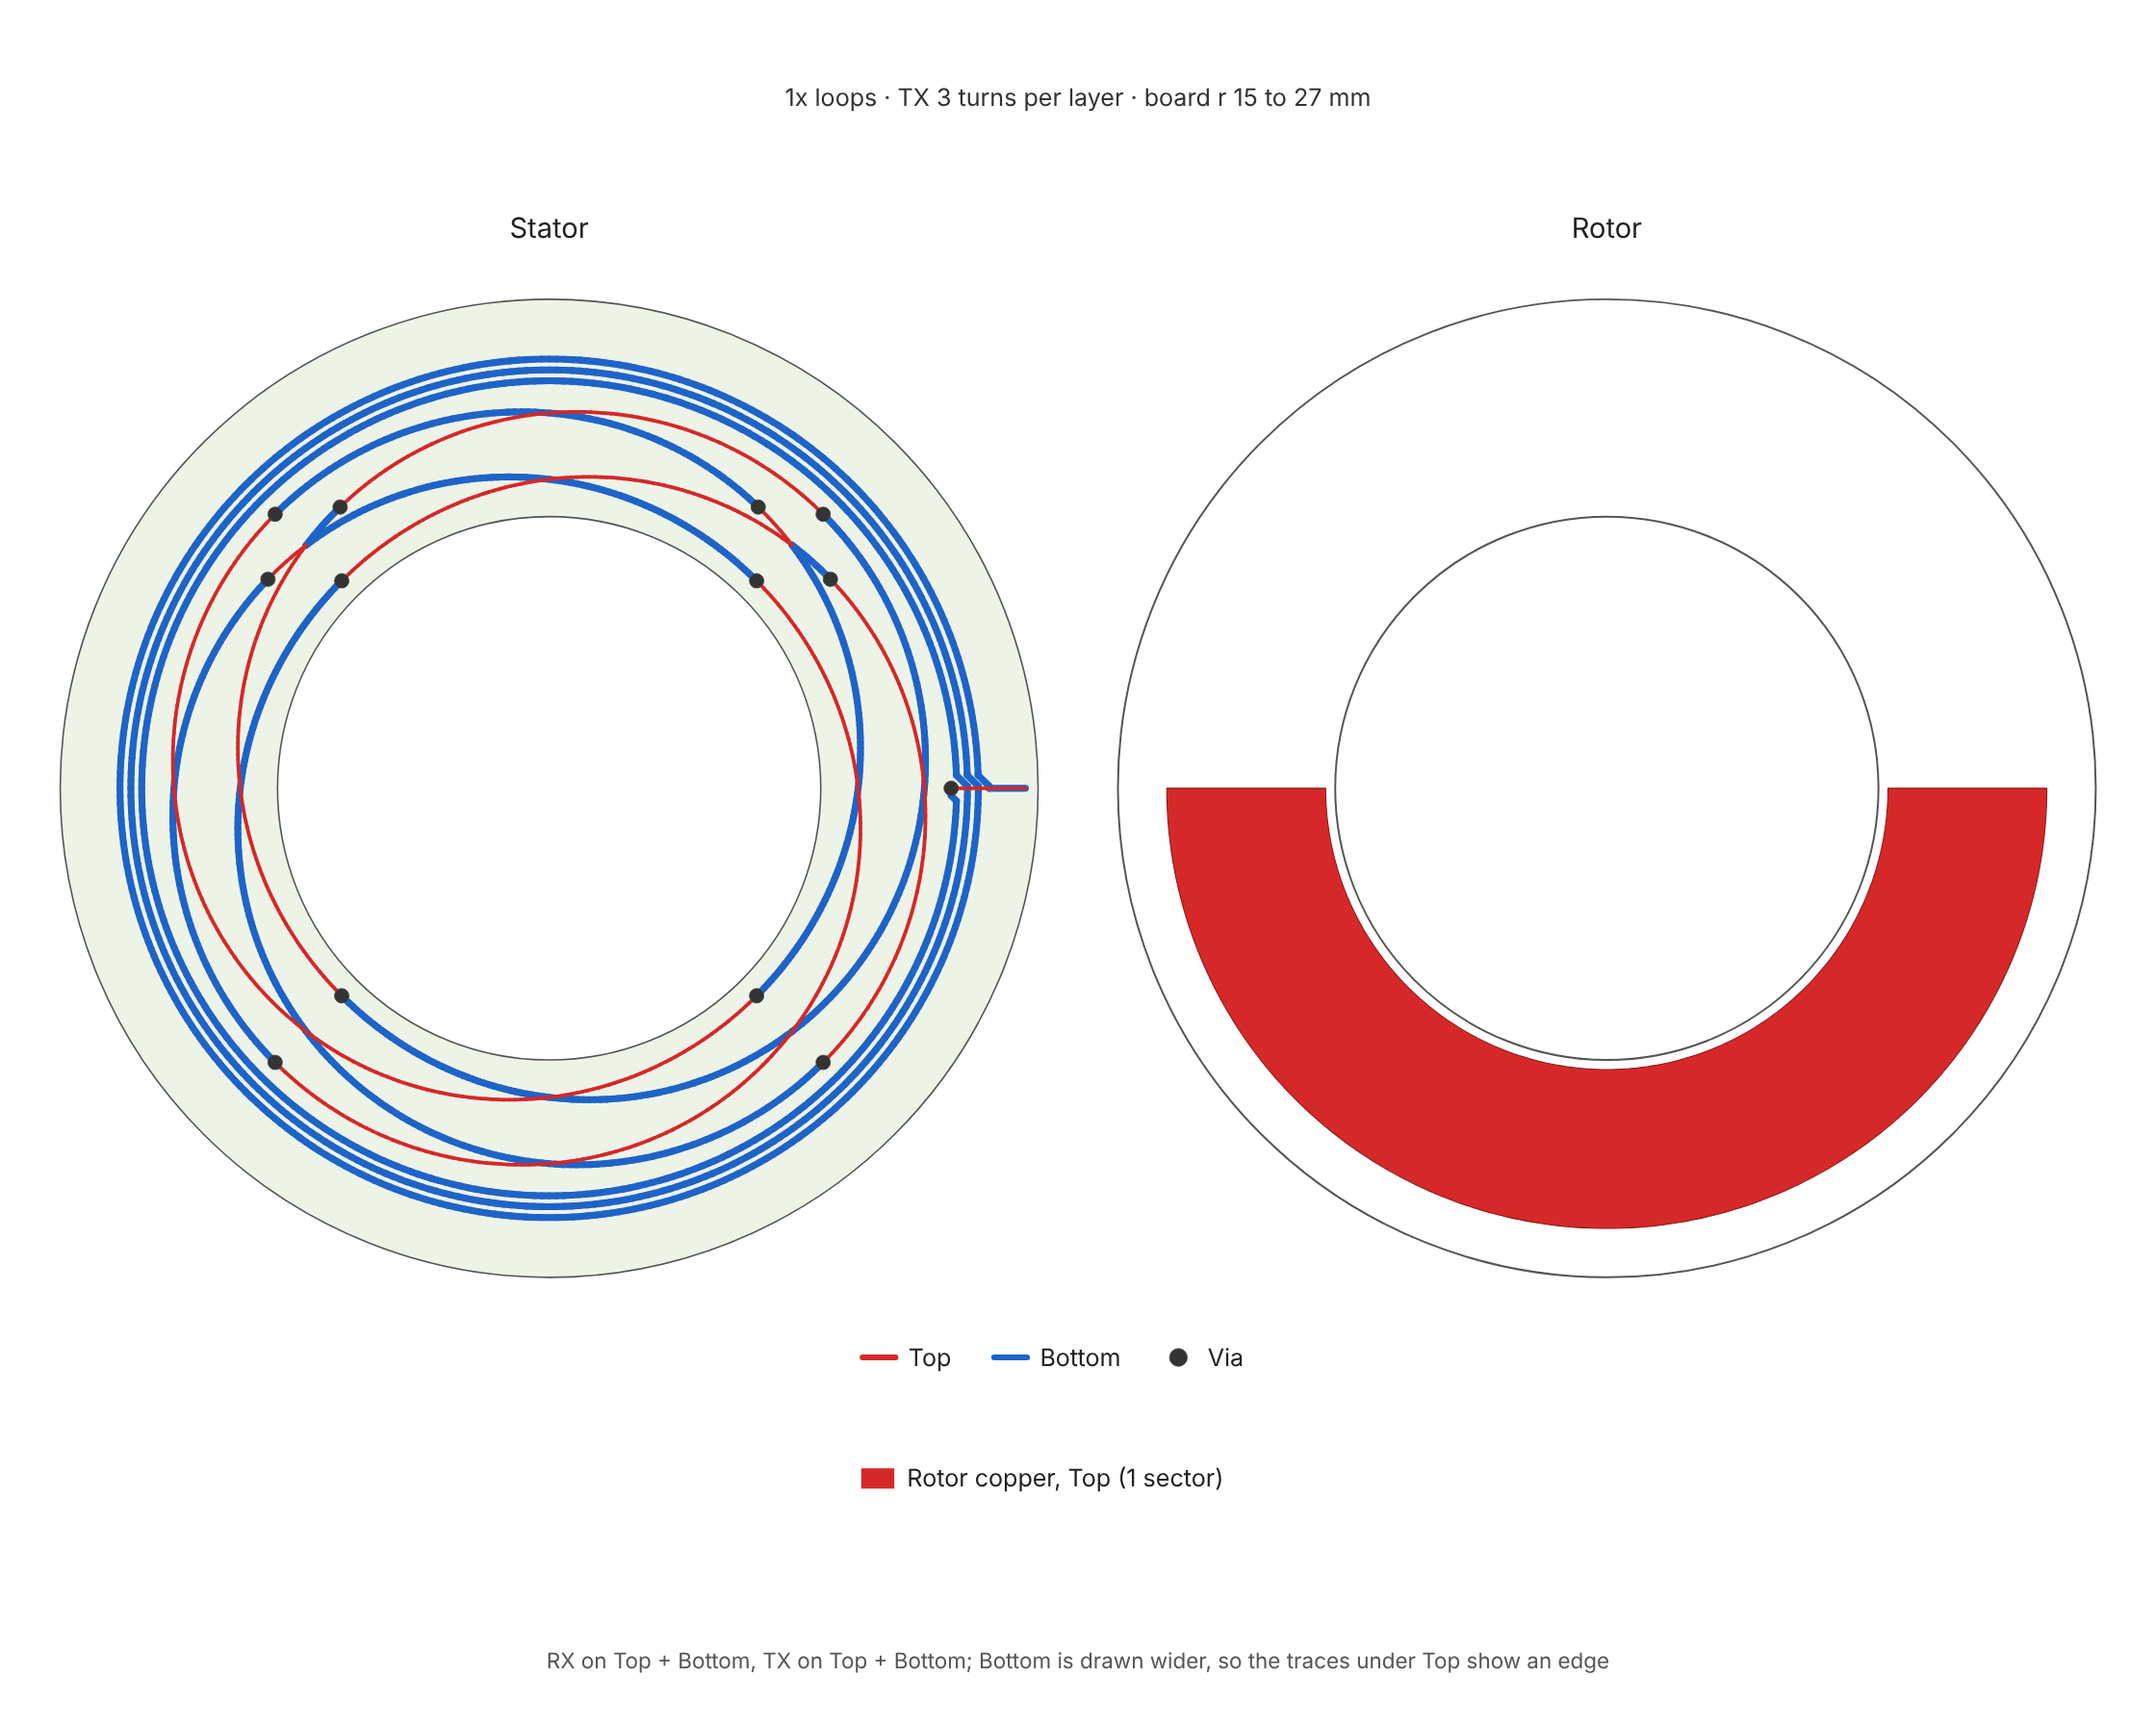 1x loops · TX 3 turns per layer · board r 15 to 27 mm
Stator
Rotor
Top
Bottom
Via
Rotor copper, Top (1 sector)
RX on Top + Bottom, TX on Top + Bottom; Bottom is drawn wider, so the traces under Top show an edge